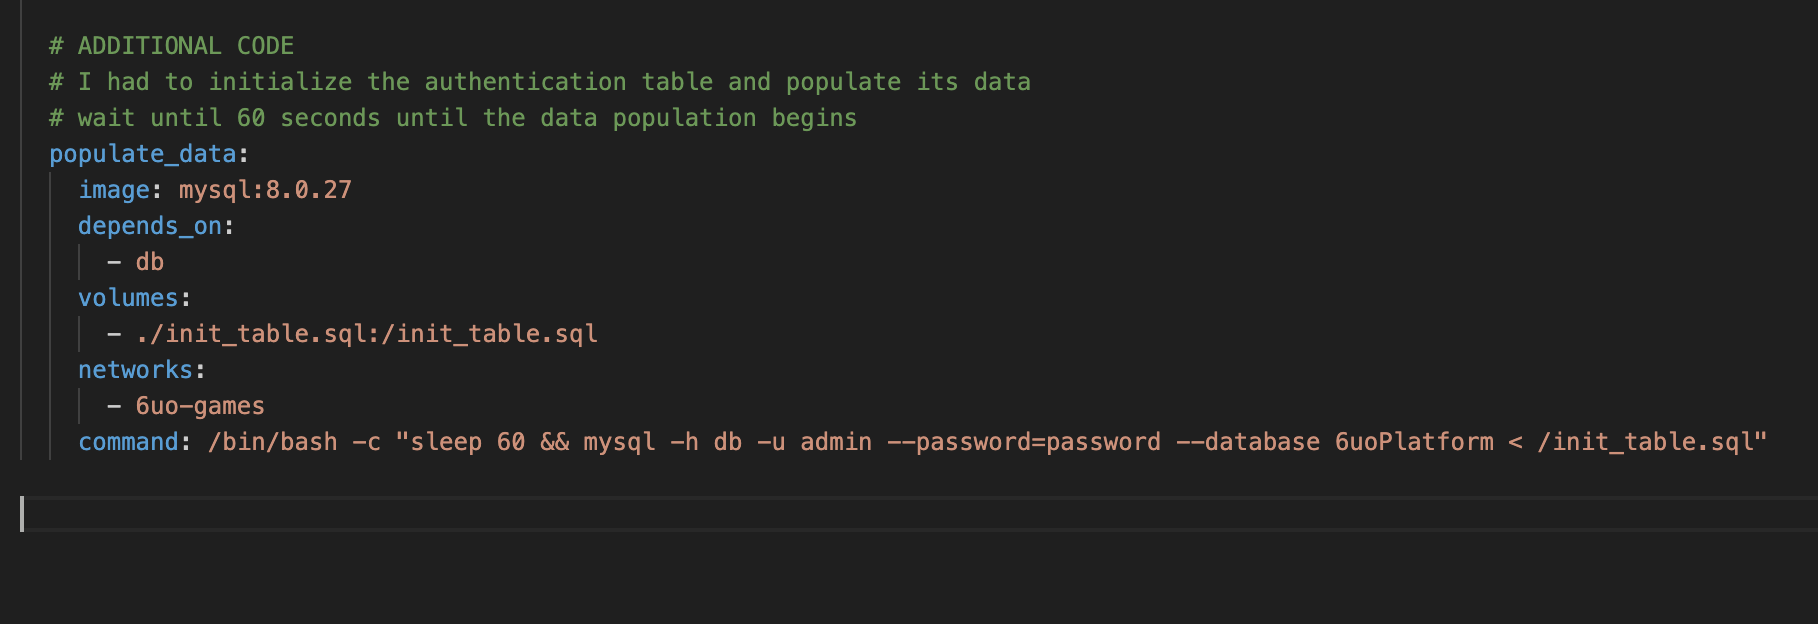 # ADDITIONAL CODE
# I had to initialize the authentication table and populate its data
# wait until 60 seconds until the data population begins
populate_data:
image: mysql:8.0.27
depends_on:
- db
volumes:
- ./init_table.sql:/init_table.sql
networks:
- 6uo-games
command: /bin/bash -c "sleep 60 && mysql -h db -u admin --password=password --database 6uoPlatform < /init_table.sql"